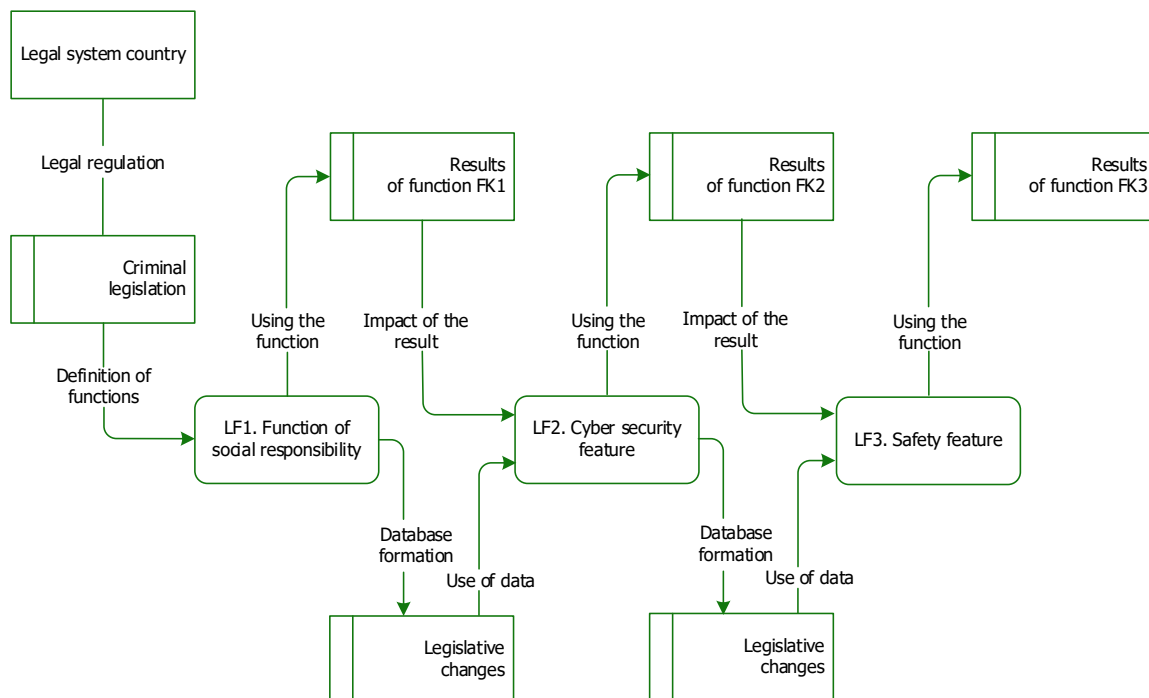 Legal system country
Legal regulation
Criminal
legislation
Definition of
functions
LF1. Function of
social responsibility
Using the
function
Results
of function FK1
Impact of the
result
Database
formation
Legislative
changes
Use of data
LF2. Cyber security
feature
Using the
function
Results
of function FK2
Impact of the
result
Database
formation
Legislative
changes
Use of data
LF3. Safety feature
Using the
function
Results
of function FK3